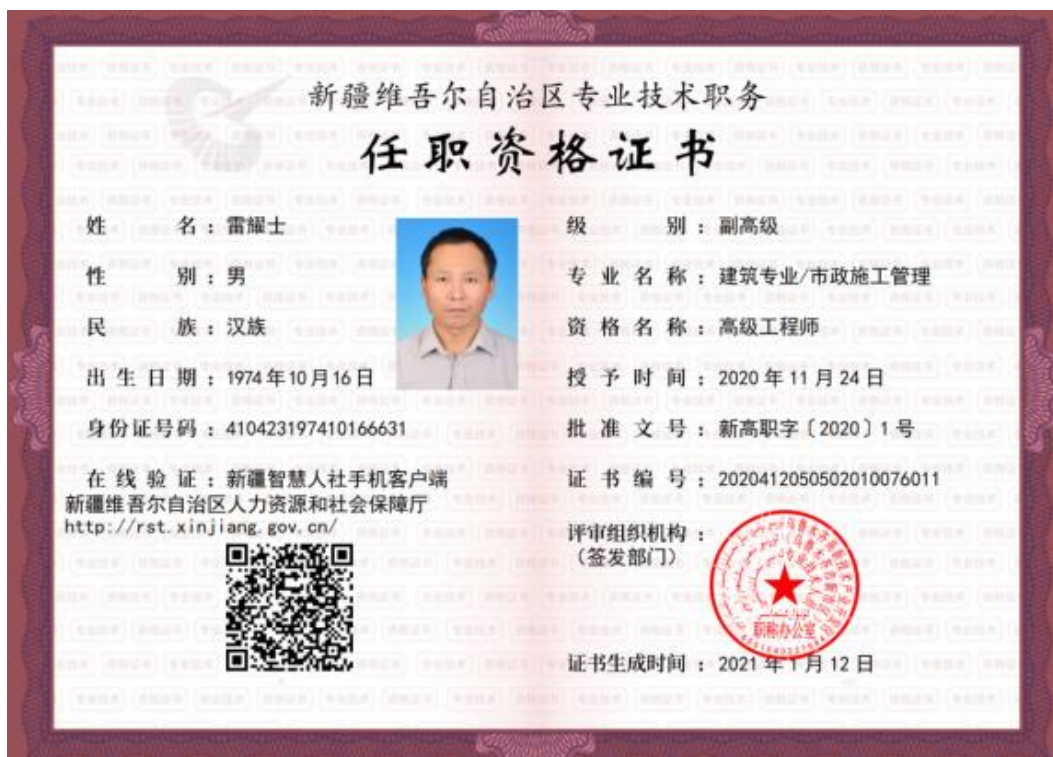 新疆维吾尔自治区专业技术职务
任职资格证书
姓名：雷耀士
性别：男
民族：汉族
出生日期：1974年10月16日
身份证号码：410423197410166631
在线验证：新疆智慧人社手机客户端
新疆维吾尔自治区人力资源和社会保障厅
http://rst.xinjiang.gov.cn/
级别：副高级
专业名称：建筑专业/市政施工管理
资格名称：高级工程师
授予时间：2020年11月24日
批准文号：新高职字〔2020〕1号
证书编号：2020412050502010076011
评审组织机构：
（签发部门）
职称办公室
证书生成时间：2021年1月12日